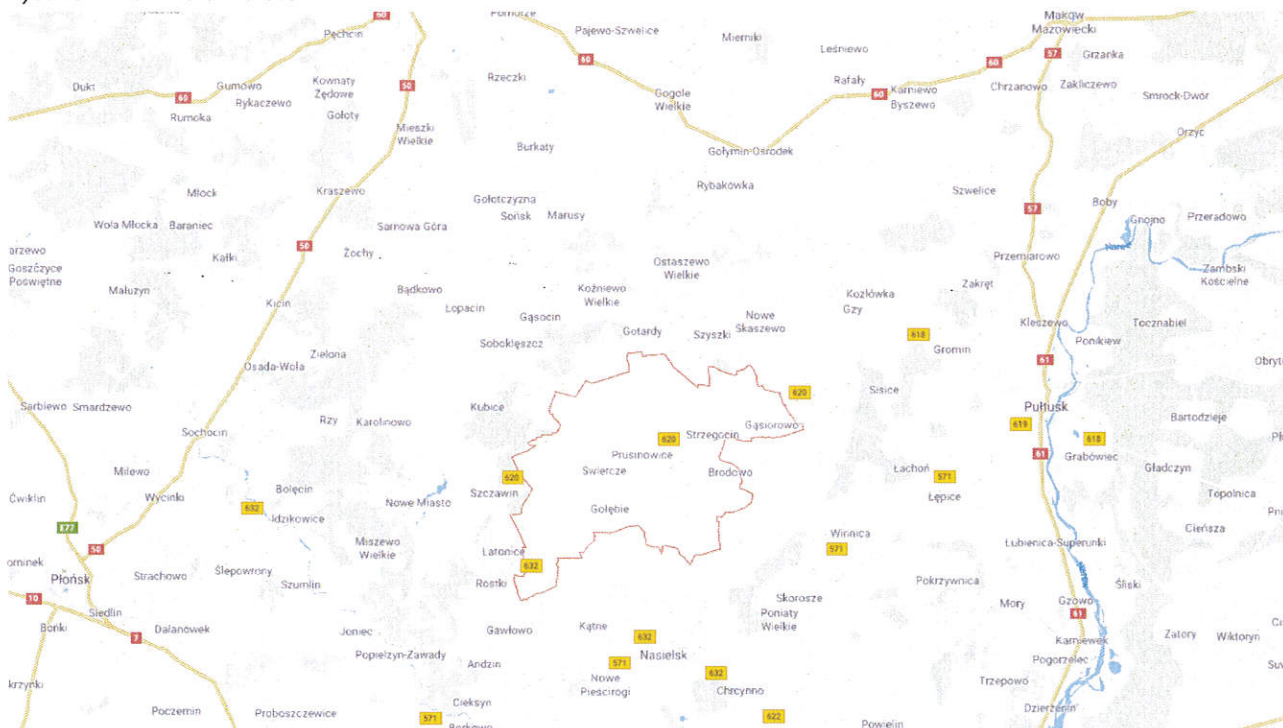 Pomorze
60
Pęchcin
Pajewo-Szwelice
Mierniki
Leśniewo
Maków
Mazowiecki
57
Grzanka
60
60
Dukt
Gumowo
Kownaty
Żędowe
50
Rzeczki
Rafały
Chrzanowo
Zakliczewo
60
Rykaczewo
Gogole
Wielkie
60
Karniewo
Byszewo
Smrock-Dwór
Rumoka
Gołoty
Mieszki
Wielkie
Burkaty
Gołymin-Ośrodek
Orzyc
Młock
Kraszewo
Rybakówka
Szwelice
Gołotczyzna
Sońsk
Marusy
57
Boby
Gnojno
Przeradowo
Wola Młocka
Baraniec
Sarnowa Góra
50
Narew
arzewo
Kałki
Żochy
Przemiarowo
Goszczyce
Poświętne
Ostaszewo
Wielkie
Zambski
Kościelne
Małużyn
Bądkowo
Koźniewo
Wielkie
Kozłówka
Gzy
Zakręt
Kicin
Łopacin
Gąsocin
Nowe
Skaszewo
Kleszewo
Tocznabiel
Gotardy
Szyszki
618
Ponikiew
Zielona
Sobokleszcz
Gromin
61
Obryt
Osada-Wola
620
Sisice
Sarbiewo
Smardzewo
Kubice
Pułtusk
Bartodzieje
Rzy
Karolinowo
Gąsiorowo
619
Sochocin
620
Strzegocin
618
Prusinowice
61
Grabówiec
Milewo
Świercze
Brodowo
Łachoń
Gładczyn
620
571
Ćwiklin
Wycinki
Bolęcin
Szczawin
Nowe Miasto
Łępice
Topolnica
632
Gołębie
E77
Idzikowice
Winnica
Cieńsza
50
Miszewo
Wielkie
Latonice
571
Łubienica-Superunki
ominek
632
Płońsk
Strachowo
Ślepowrony
Szumlin
Rostki
Pokrzywnica
Narew
Śliski
10
Siedlin
Skorosze
Mory
Gzowo
Poniaty
Wielkie
61
Bońki
Dalanówek
Joniec
Gawłowo
Kątne
632
Karniewek
Zatory
Wiktoryn
7
Popielżyn-Zawady
Andzin
571
Nasielsk
Pogorzelec
632
Nowe
Pieścirogi
Chrcynno
Trzepowo
krzynki
Cieksyn
Poczernin
Proboszczewice
571
622
Powielin
Dzierżenin